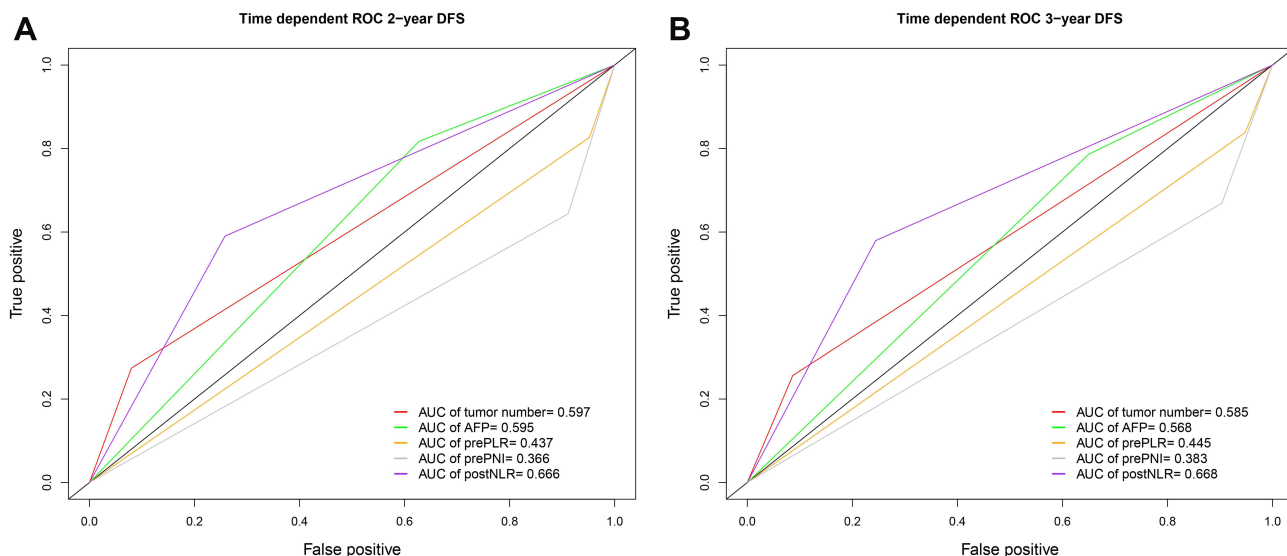 A
Time dependent ROC 2−year DFS
True positive
1.0
0.8
0.6
0.4
0.2
0.0
AUC of tumor number= 0.597
AUC of AFP= 0.595
AUC of prePLR= 0.437
AUC of prePNI= 0.366
AUC of postNLR= 0.666
0.0 0.2 0.4 0.6 0.8 1.0
False positive
B
Time dependent ROC 3−year DFS
True positive
1.0
0.8
0.6
0.4
0.2
0.0
AUC of tumor number= 0.585
AUC of AFP= 0.568
AUC of prePLR= 0.445
AUC of prePNI= 0.383
AUC of postNLR= 0.668
0.0 0.2 0.4 0.6 0.8 1.0
False positive